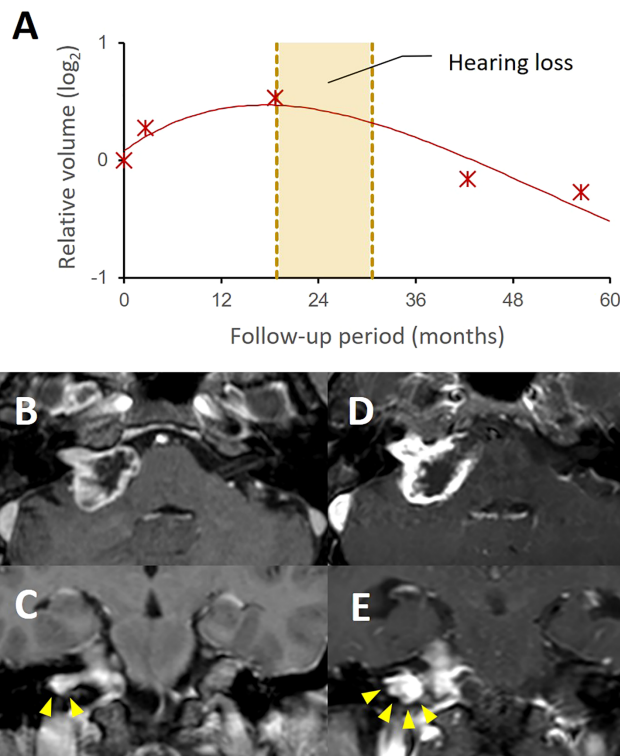 A
Relative volume (log₂)
1
0
-1
Hearing loss
0 12 24 36 48 60
Follow-up period (months)
B
D
C
E